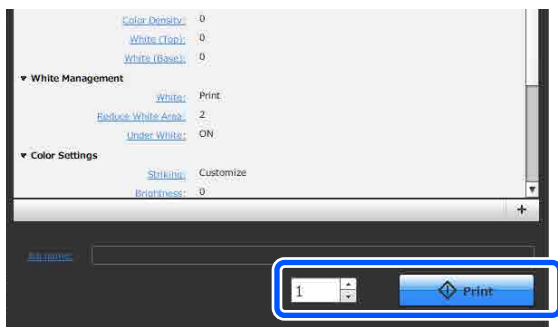 Color Density: 0
White (Top): 0
White (Base): 0
▼ White Management
White: Print
Reduce White Area: 2
Under White: ON
▼ Color Settings
Striking: Customize
Brightness: 0
+
Job name:
1 Print